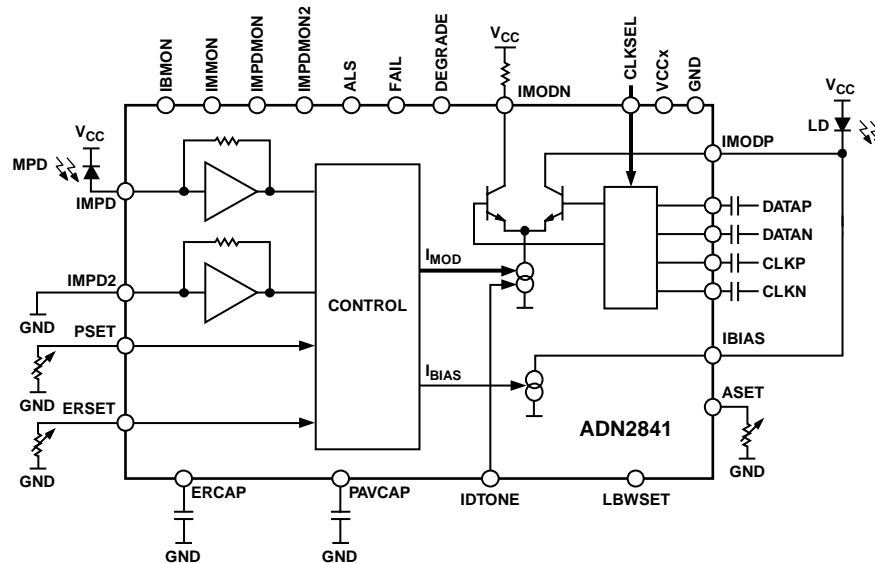 IBMON
IMMON
IMPDMON
IMPDMON2
ALS
FAIL
DEGRADE
VCC
IMODN
CLKSEL
VCCx
GND
VCC
LD
IMODP
VCC
MPD
IMPD
DATAP
DATAN
CLKP
CLKN
IMOD
CONTROL
IMPD2
GND
PSET
GND
IBIAS
IBIAS
ERSET
GND
ASET
GND
ADN2841
ERCAP
GND
PAVCAP
GND
IDTONE
LBWSET